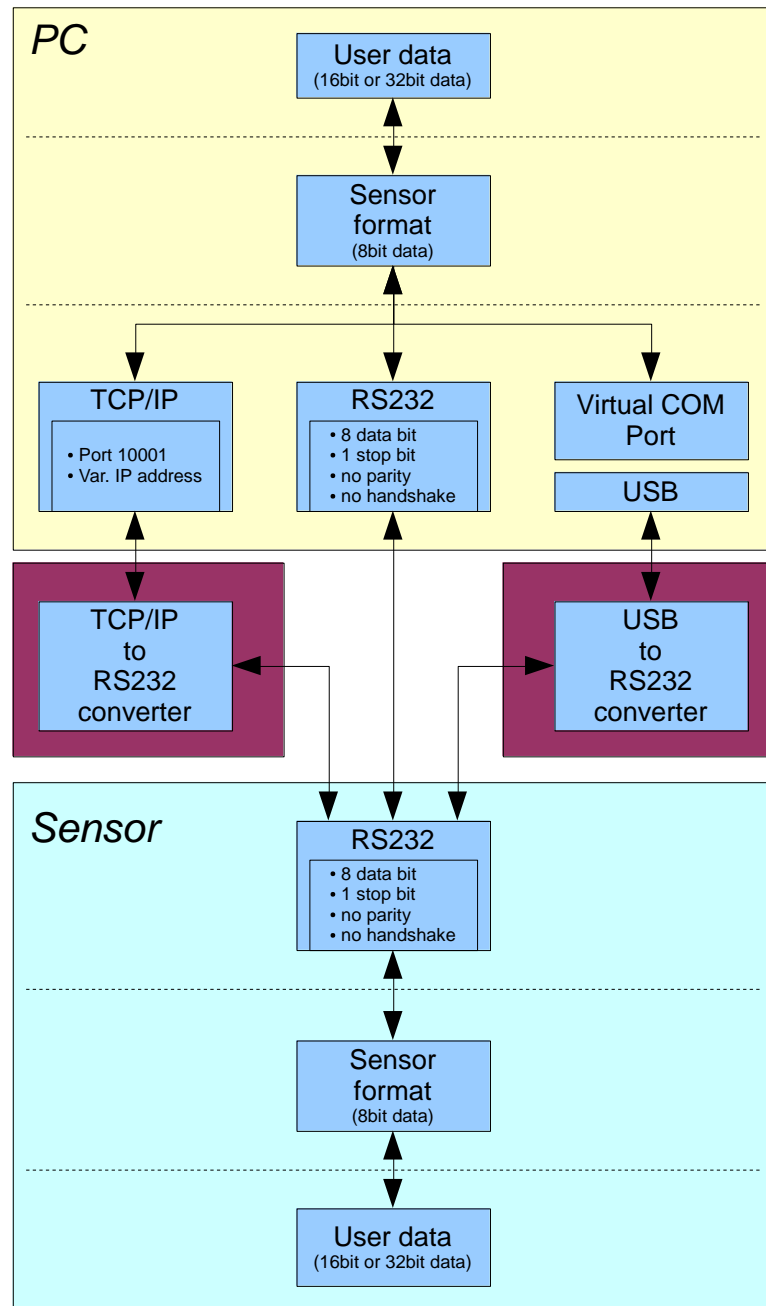 PC
User data
(16bit or 32bit data)
Sensor
format
(8bit data)
TCP/IP
• Port 10001
• Var. IP address
RS232
• 8 data bit
• 1 stop bit
• no parity
• no handshake
Virtual COM
Port
USB
TCP/IP
to
RS232
converter
USB
to
RS232
converter
Sensor
RS232
• 8 data bit
• 1 stop bit
• no parity
• no handshake
Sensor
format
(8bit data)
User data
(16bit or 32bit data)